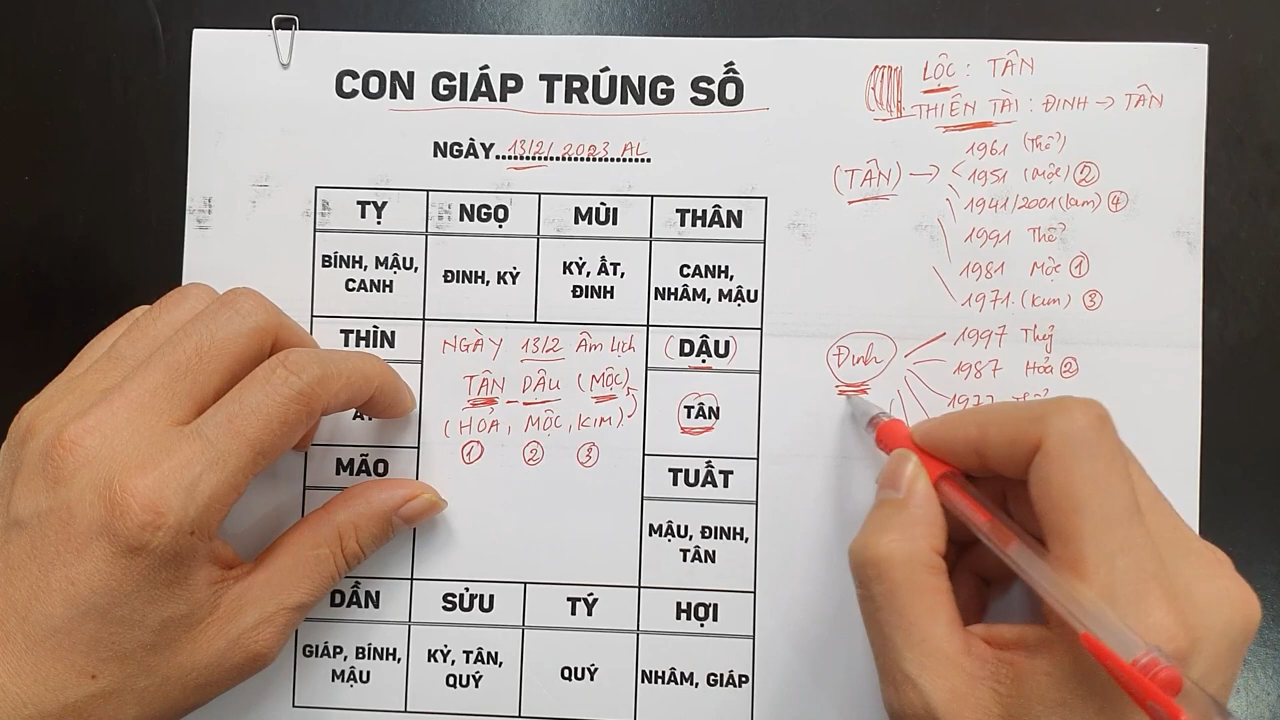 CON GIÁP TRÚNG SỐ
NGÀY 13/2/2023 AL
TỴ NGỌ MÙI THÂN
BÍNH, MẬU, CANH
ĐINH, KỶ
KỶ, ẤT, ĐINH
CANH, NHÂM, MẬU
THÌN
DẬU
TÂN
MÃO
TUẤT
MẬU, ĐINH, TÂN
NGÀY 13/2 Âm lịch
TÂN DẬU (MỘC)
(HỎA, MỘC, KIM).
1 2 3
DẦN SỬU TÝ HỢI
GIÁP, BÍNH, MẬU
KỶ, TÂN, QUÝ
QUÝ
NHÂM, GIÁP
LỘC: TÂN
THIÊN TÀI: ĐINH → TÂN
(TÂN) →
1961 (Thổ)
1951 (Mộc) 2
1941/2001 (Kim) 4
1991 Thổ
1981 Mộc 1
1971. (Kim) 3
Đinh
1997 Thủy
1987 Hỏa 2
1977